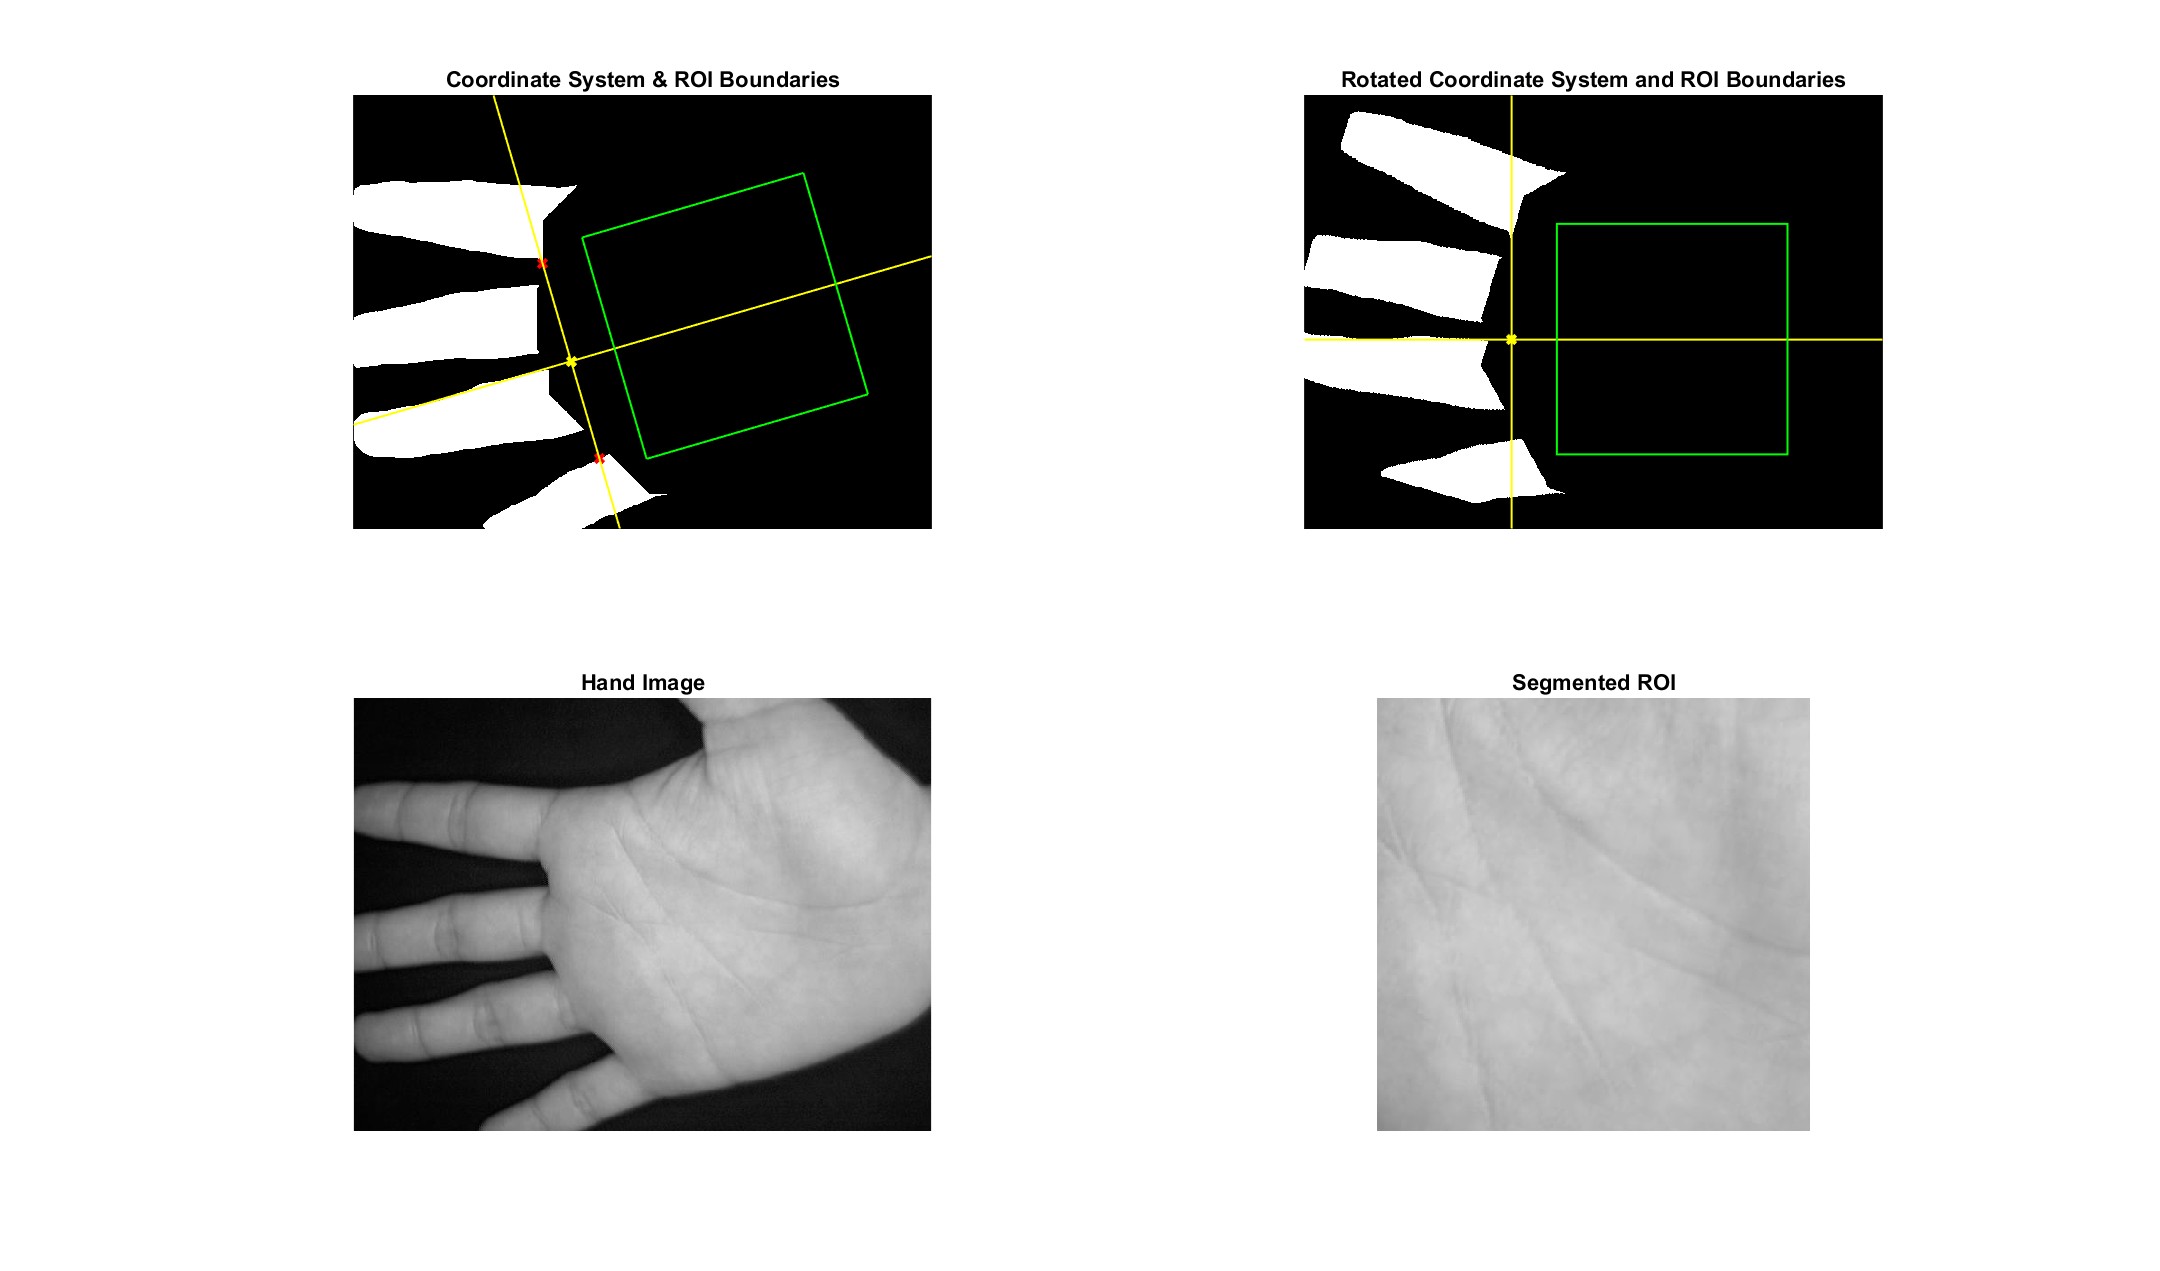 Coordinate System & ROI Boundaries
Rotated Coordinate System and ROI Boundaries
Hand Image
Segmented ROI